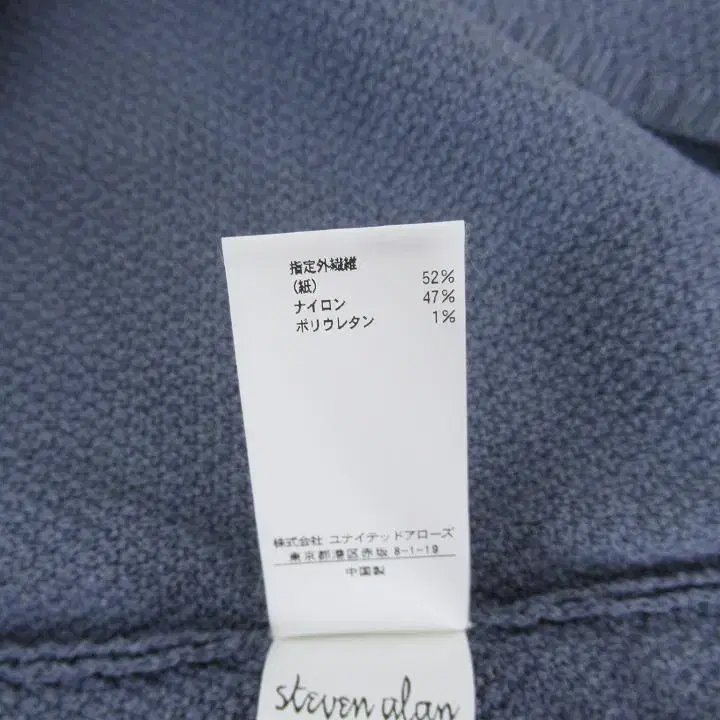 指定外繊維
(紙) 52%
ナイロン 47%
ポリウレタン 1%
株式会社 ユナイテッドアローズ
東京都港区赤坂 8-1-19
中国製
steven alan